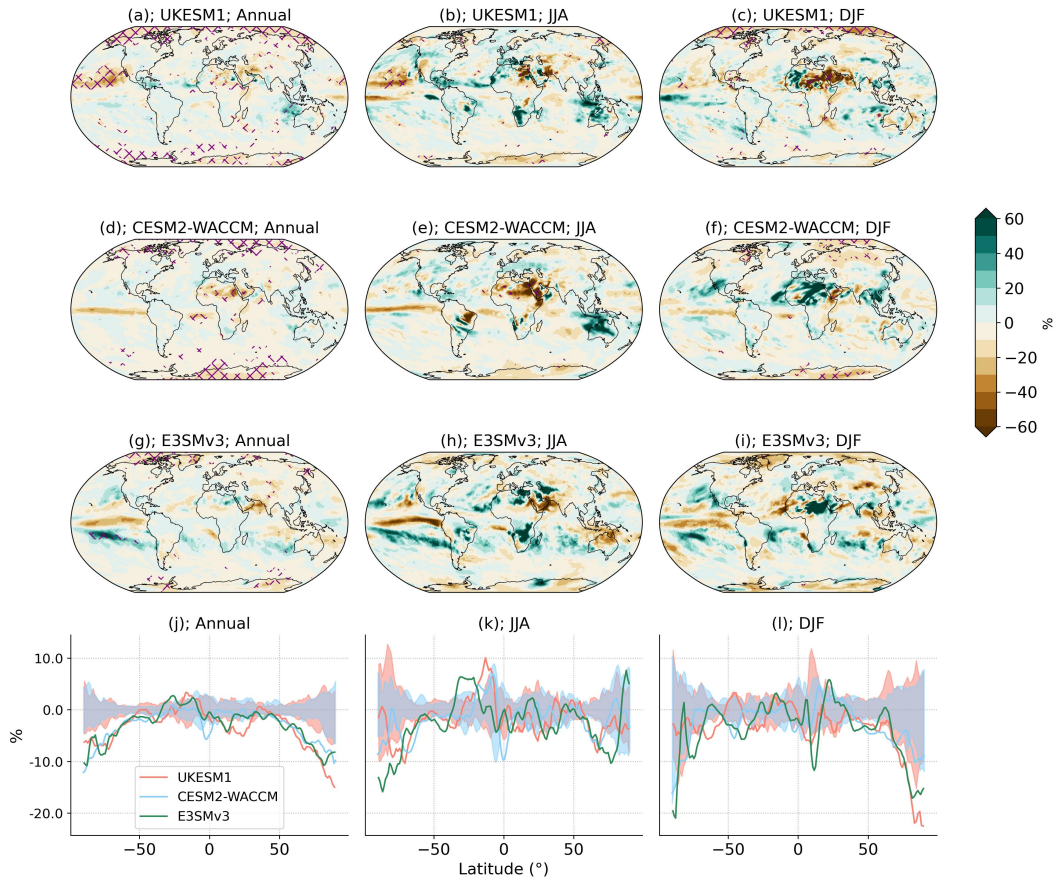 (a); UKESM1; Annual
(b); UKESM1; JJA
(c); UKESM1; DJF
(d); CESM2-WACCM; Annual
(e); CESM2-WACCM; JJA
(f); CESM2-WACCM; DJF
60
40
20
0
−20
−40
−60
%
(g); E3SMv3; Annual
(h); E3SMv3; JJA
(i); E3SMv3; DJF
(j); Annual
(k); JJA
(l); DJF
10.0
0.0
−10.0
−20.0
%
UKESM1
CESM2-WACCM
E3SMv3
−50 0 50
−50 0 50
−50 0 50
Latitude (°)